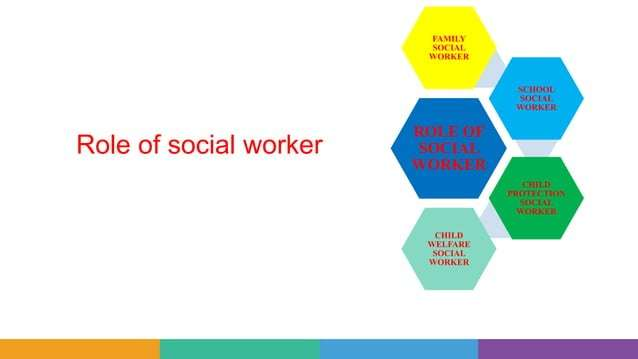 Role of social worker
FAMILY
SOCIAL
WORKER
SCHOOL
SOCIAL
WORKER
ROLE OF
SOCIAL
WORKER
CHILD
PROTECTION
SOCIAL
WORKER
CHILD
WELFARE
SOCIAL
WORKER